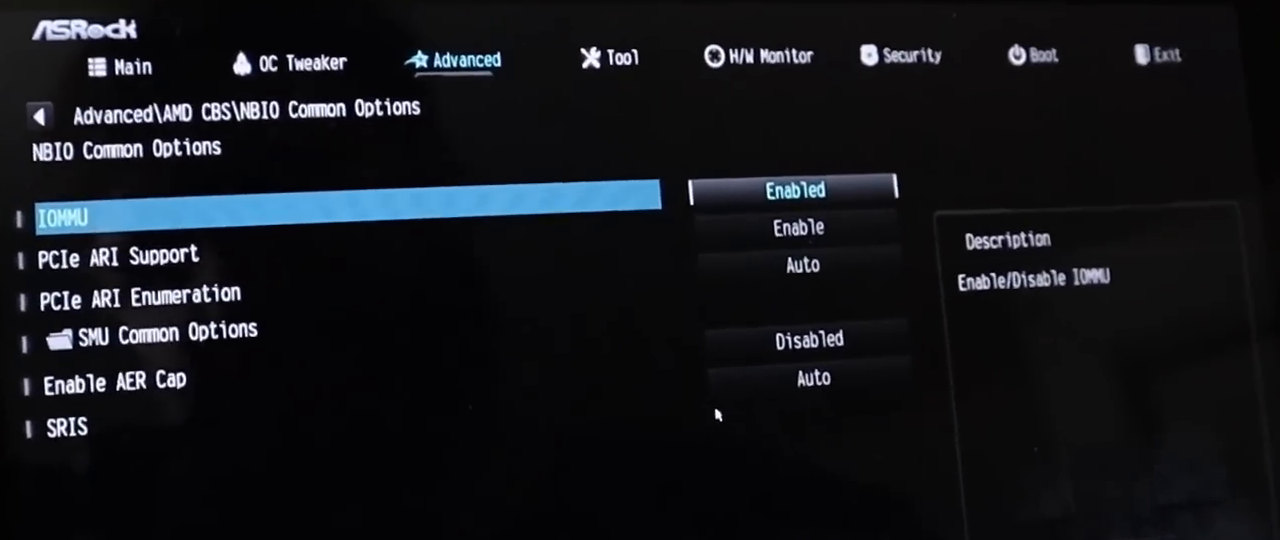 ASRock
Main OC Tweaker Advanced Tool H/W Monitor Security Boot Exit
Advanced\AMD CBS\NBIO Common Options
NBIO Common Options
IOMMU Enabled
PCIe ARI Support Enable
PCIe ARI Enumeration Auto
SMU Common Options
Enable AER Cap Disabled
SRIS Auto
Description
Enable/Disable IOMMU